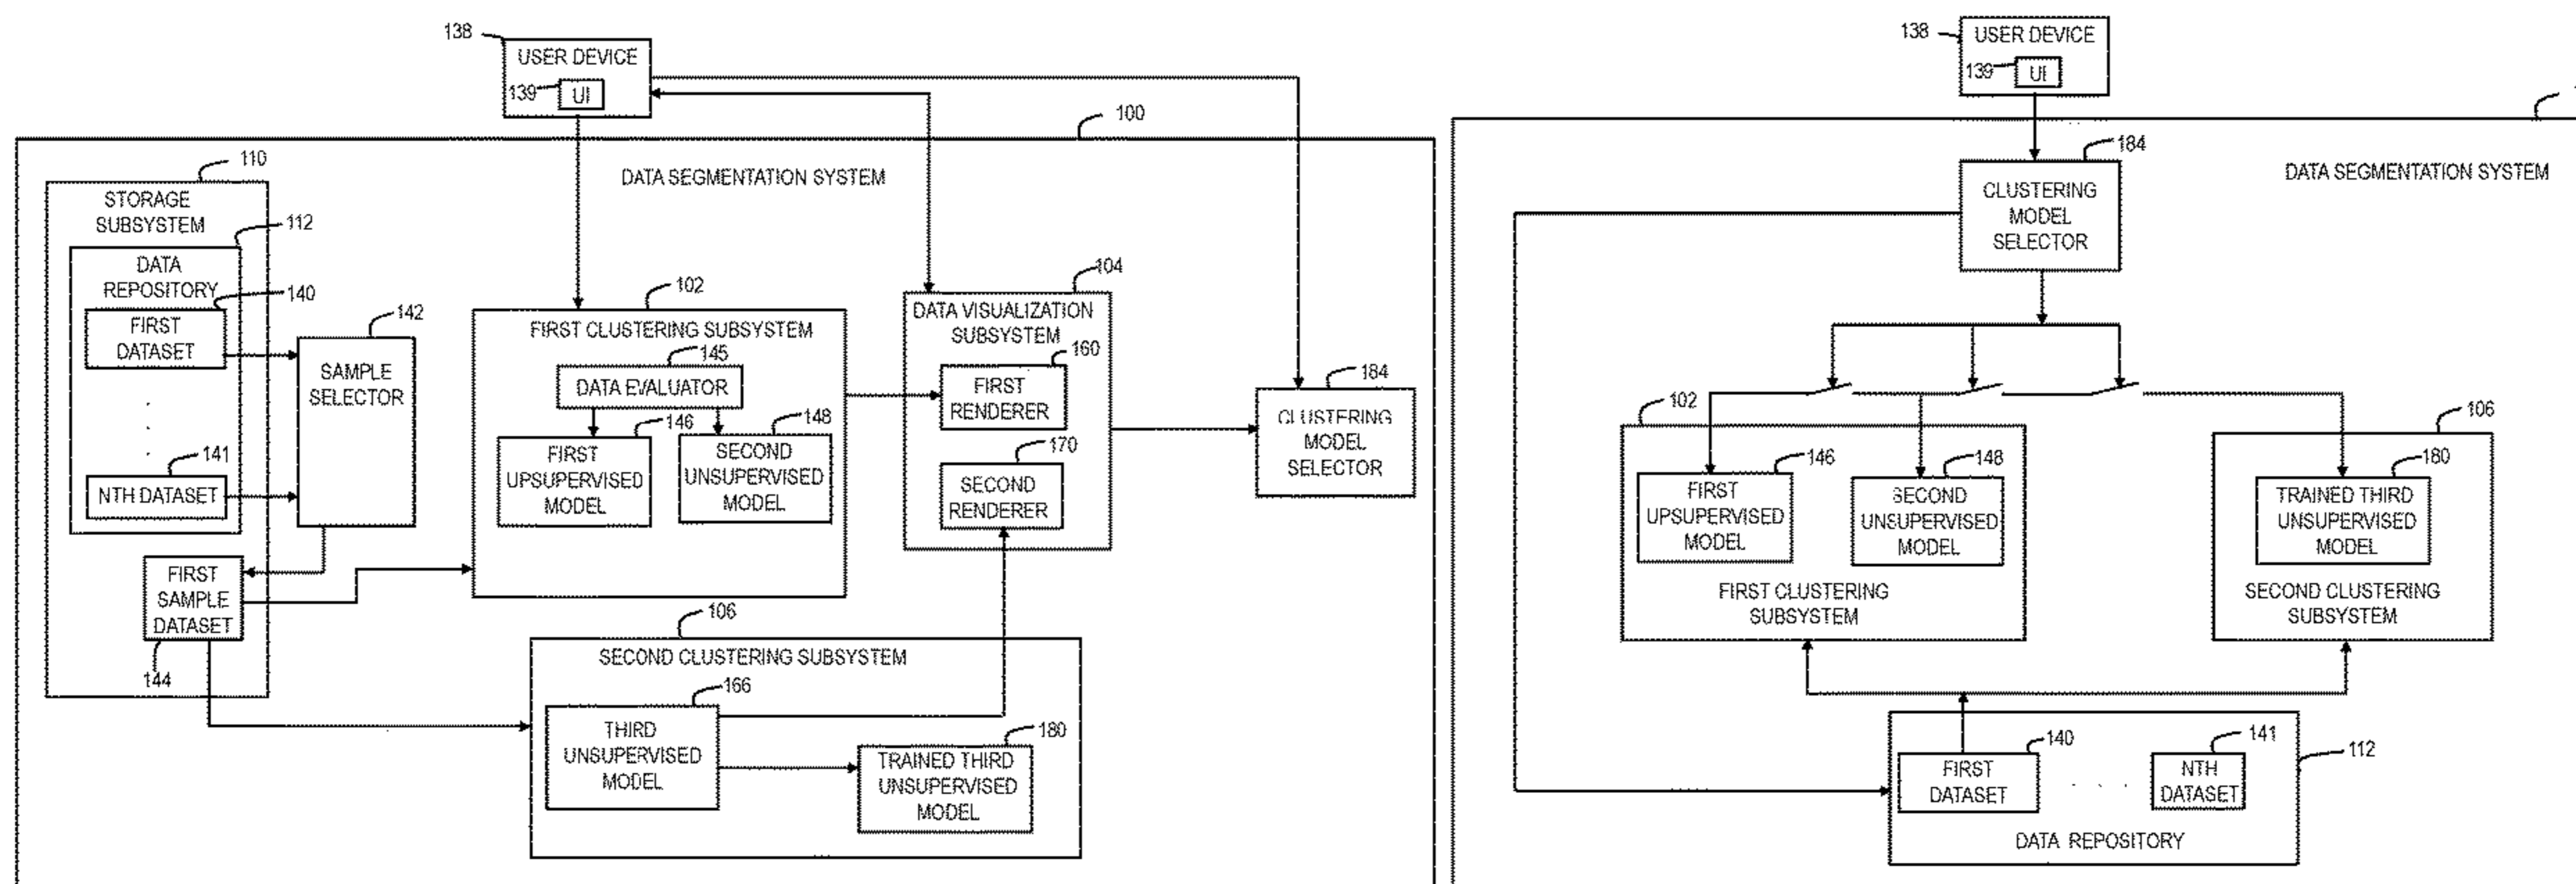 138
USER DEVICE
139
UI
100
DATA SEGMENTATION SYSTEM
110
STORAGE
SUBSYSTEM
112
DATA
REPOSITORY
140
FIRST
DATASET
142
SAMPLE
SELECTOR
141
NTH DATASET
FIRST
SAMPLE
DATASET
144
102
FIRST CLUSTERING SUBSYSTEM
145
DATA EVALUATOR
146
FIRST
UPSUPERVISED
MODEL
148
SECOND
UNSUPERVISED
MODEL
104
DATA VISUALIZATION
SUBSYSTEM
160
FIRST
RENDERER
170
SECOND
RENDERER
184
CLUSTERING
MODEL
SELECTOR
106
SECOND CLUSTERING SUBSYSTEM
166
THIRD
UNSUPERVISED
MODEL
180
TRAINED THIRD
UNSUPERVISED
MODEL
138
USER DEVICE
139
UI
184
CLUSTERING
MODEL
SELECTOR
DATA SEGMENTATION SYSTEM
102
146
FIRST
UPSUPERVISED
MODEL
148
SECOND
UNSUPERVISED
MODEL
FIRST CLUSTERING
SUBSYSTEM
106
180
TRAINED THIRD
UNSUPERVISED
MODEL
SECOND CLUSTERING
SUBSYSTEM
140
FIRST
DATASET
141
NTH
DATASET
112
DATA REPOSITORY